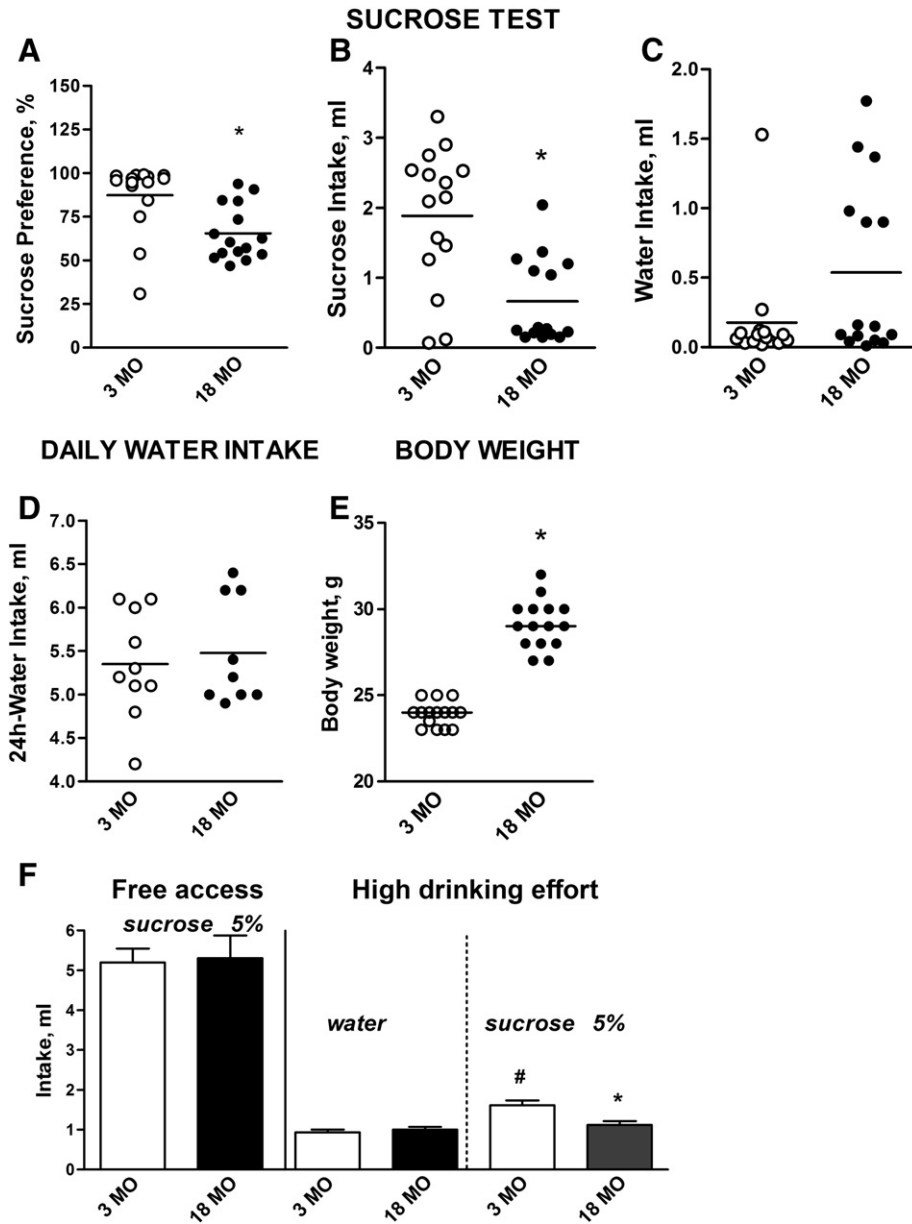 SUCROSE TEST
A
B
C
Sucrose Preference, %
150
125
100
75
50
25
0
*
3 MO
18 MO
Sucrose Intake, ml
4
3
2
1
0
*
3 MO
18 MO
Water Intake, ml
2.0
1.5
1.0
0.5
0.0
3 MO
18 MO
DAILY WATER INTAKE
BODY WEIGHT
D
E
24h-Water Intake, ml
7.0
6.5
6.0
5.5
5.0
4.5
4.0
3 MO
18 MO
Body weight, g
35
30
25
20
*
3 MO
18 MO
F
Free access
High drinking effort
sucrose 5%
water
sucrose 5%
Intake, ml
6
5
4
3
2
1
0
#
*
3 MO
18 MO
3 MO
18 MO
3 MO
18 MO